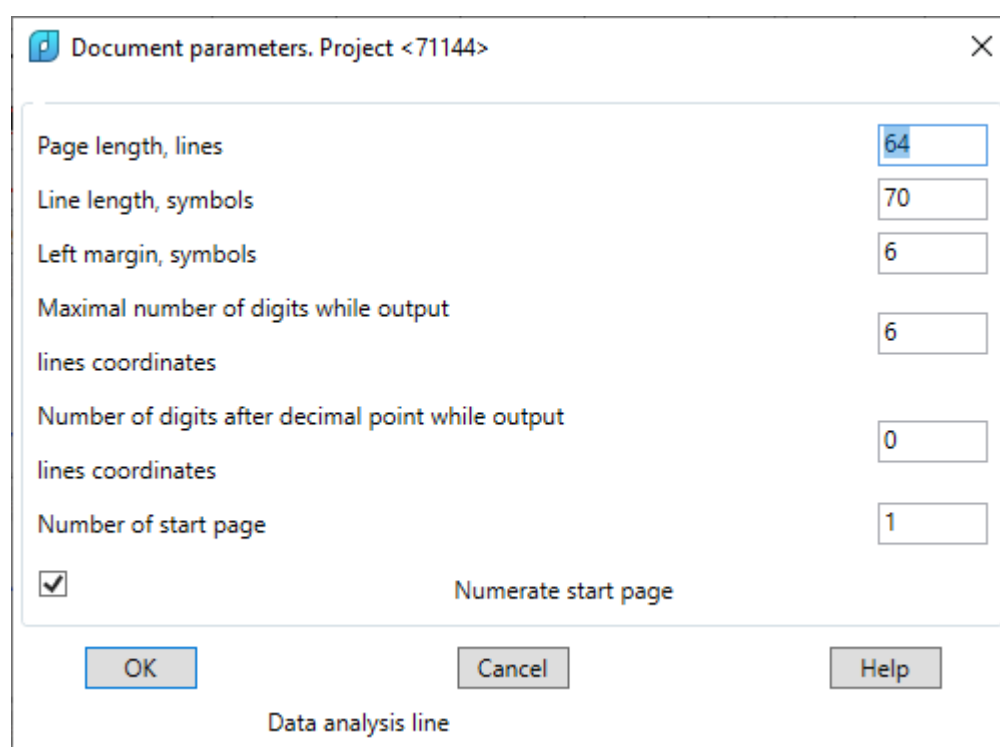 Document parameters. Project <71144>
Page length, lines
64
Line length, symbols
70
Left margin, symbols
6
Maximal number of digits while output
lines coordinates
6
Number of digits after decimal point while output
lines coordinates
0
Number of start page
1
Numerate start page
OK
Cancel
Help
Data analysis line